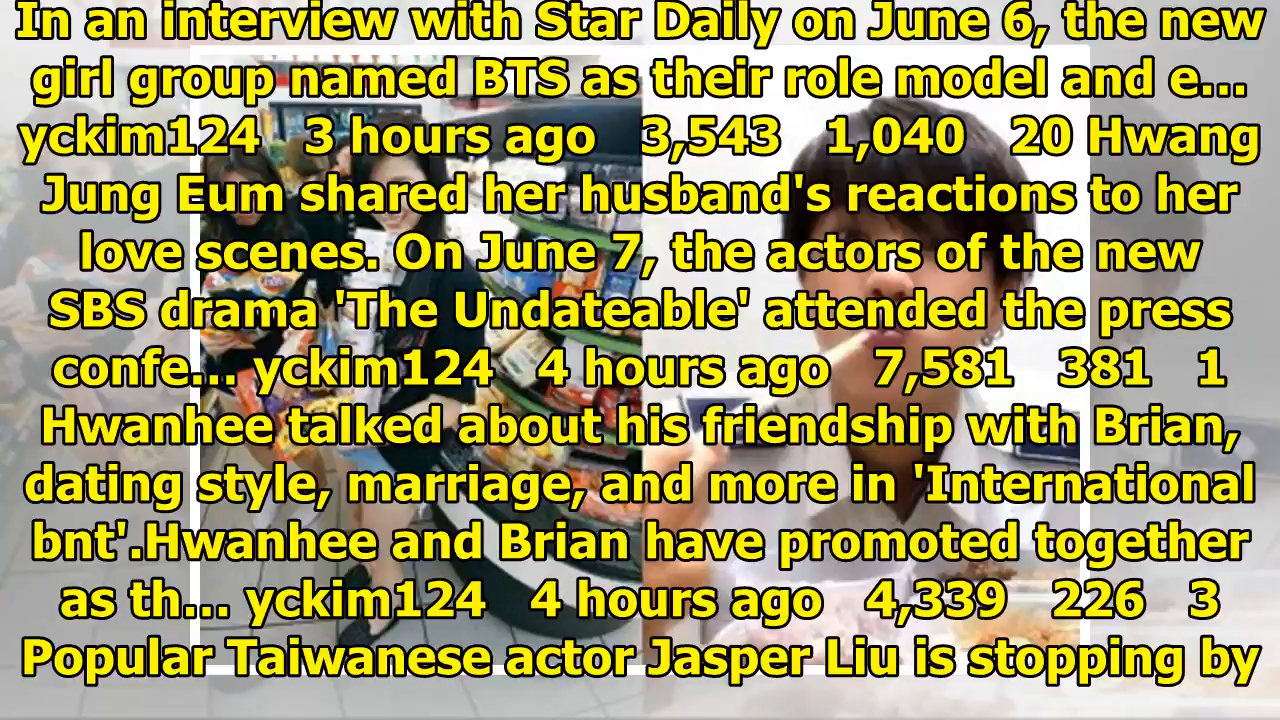 In an interview with Star Daily on June 6, the new
girl group named BTS as their role model and e...
yckim124 3 hours ago 3,543 1,040 20 Hwang
Jung Eum shared her husband's reactions to her
love scenes. On June 7, the actors of the new
SBS drama 'The Undateable' attended the press
confe... yckim124 4 hours ago 7,581 381 1
Hwanhee talked about his friendship with Brian,
dating style, marriage, and more in 'International
bnt'.Hwanhee and Brian have promoted together
as th... yckim124 4 hours ago 4,339 226 3
Popular Taiwanese actor Jasper Liu is stopping by